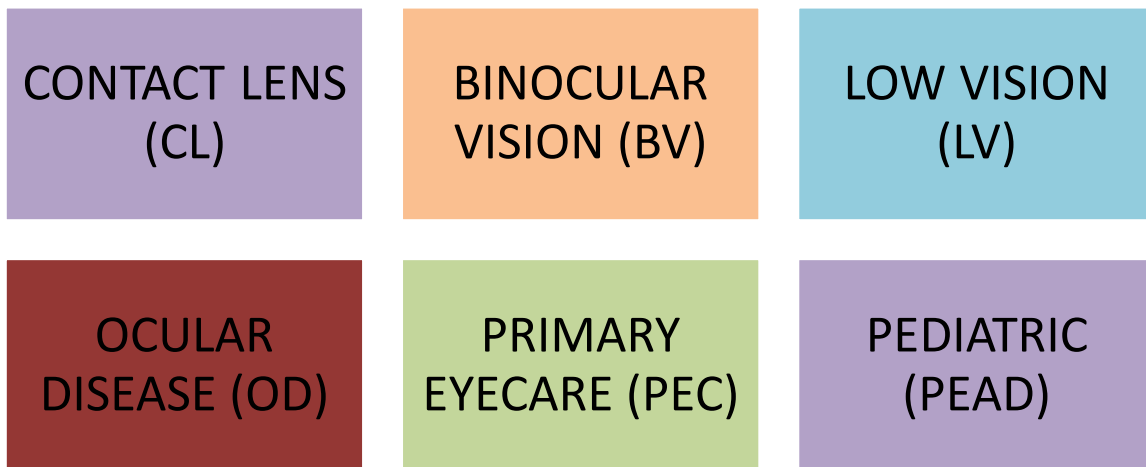 CONTACT LENS
(CL)
BINOCULAR
VISION (BV)
LOW VISION
(LV)
OCULAR
DISEASE (OD)
PRIMARY
EYECARE (PEC)
PEDIATRIC
(PEAD)